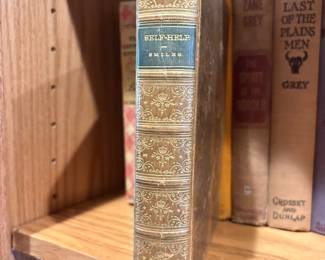 SELF-HELP
SMILES
ZANE
GREY
LAST
OF THE
PLAINS
MEN
GREY
GROSSET
AND
DUNLAP